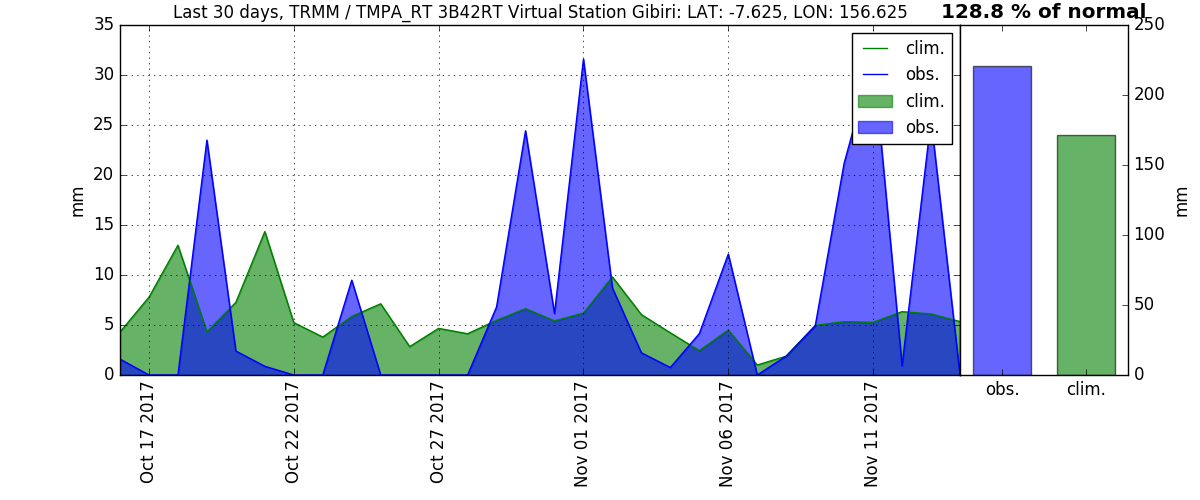 Last 30 days, TRMM / TMPA_RT 3B42RT Virtual Station Gibiri: LAT: -7.625, LON: 156.625
128.8 % of normal
35
30
25
20
15
10
5
0
mm
clim.
obs.
clim.
obs.
250
200
150
100
50
0
mm
Oct 17 2017
Oct 22 2017
Oct 27 2017
Nov 01 2017
Nov 06 2017
Nov 11 2017
obs.
clim.